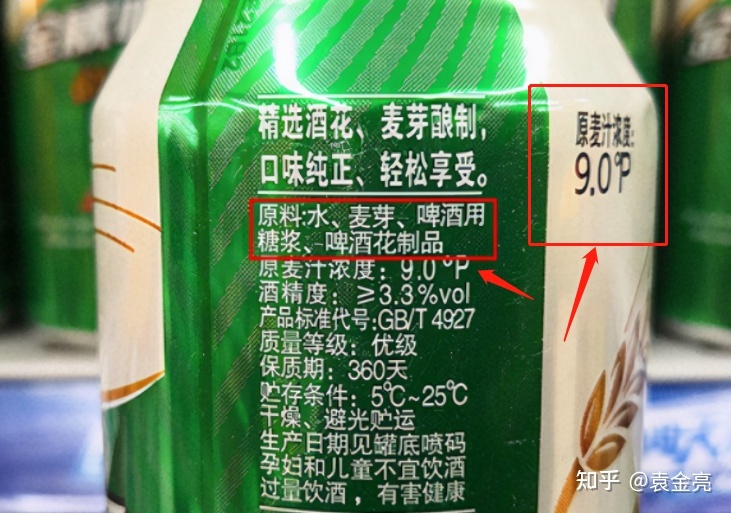 精选酒花、麦芽酿制，
口味纯正、轻松享受。
原料:水、麦芽、啤酒用
糖浆、啤酒花制品
原麦汁浓度：9.0°P
酒精度：≥3.3%vol
产品标准代号:GB/T 4927
质量等级：优级
保质期：360天
贮存条件：5℃~25℃
干燥、避光贮运
生产日期见罐底喷码
孕妇和儿童不宜饮酒
过量饮酒，有害健康
原麦汁浓度:
9.0°P
知乎 @袁金亮